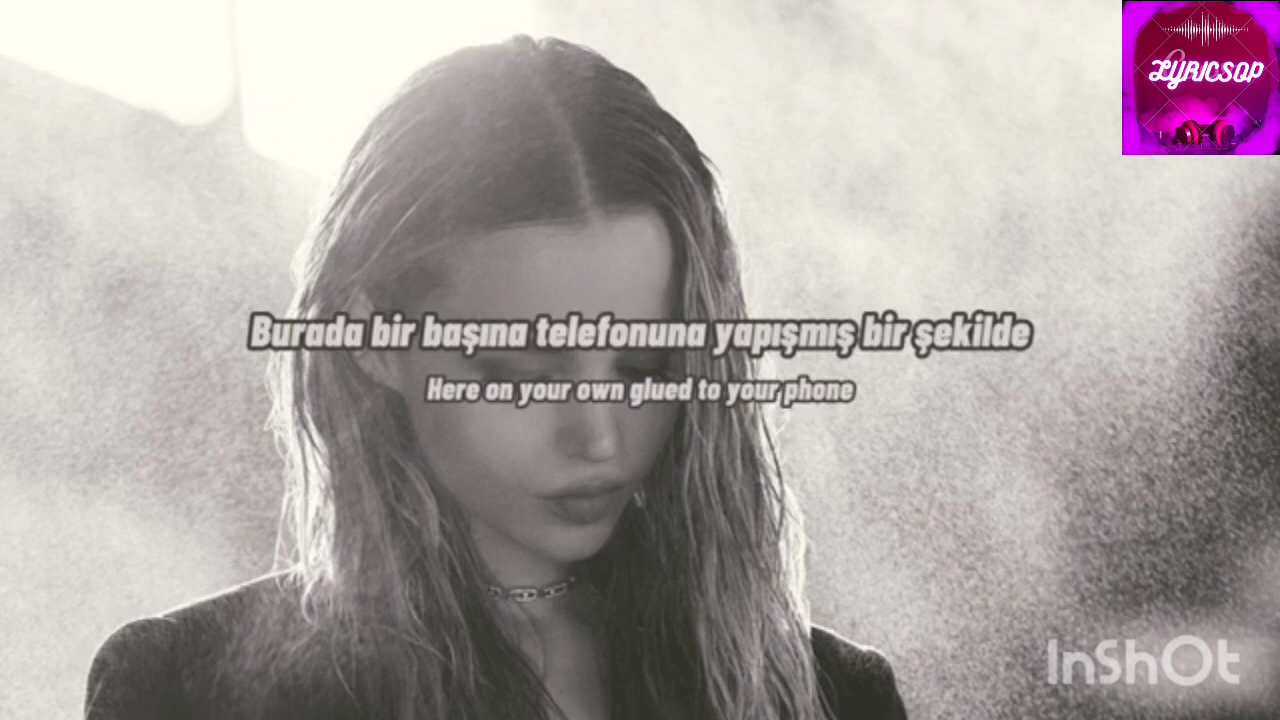 LYRICSOP
Burada bir başına telefonuna yapışmış bir şekilde
Here on your own glued to your phone
InShOt